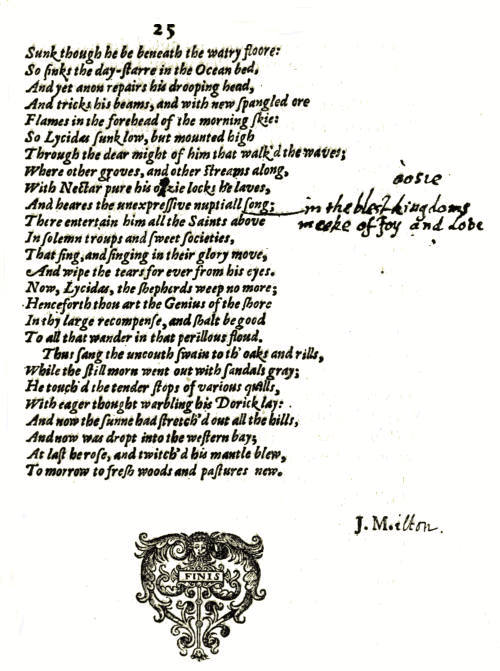 25
Sunk though he be beneath the watry floore:
So ſinks the day-ſtarre in the Ocean bed,
And yet anon repairs his drooping head,
And tricks his beams, and with new ſpangled ore
Flames in the forehead of the morning skie:
So Lycidas ſunk low, but mounted high
Through the dear might of him that walk'd the waves;
Where other groves, and other ſtreams along,
With Nectar pure his oozie locks he laves,
oosie
And heares the unexpreſſive nuptiall ſong;
in the blest kingdoms
meeke of Joy and Love
There entertain him all the Saints above
In ſolemn troups and ſweet ſocieties,
That ſing, and ſinging in their glory move,
And wipe the tears for ever from his eyes.
Now, Lycidas, the ſhepherds weep no more;
Henceforth thou art the Genius of the ſhore
In thy large recompenſe, and ſhalt be good
To all that wander in that perillous floud.
Thus ſang the uncouth ſwain to th' oaks and rills,
While the ſtill morn went out with ſandals gray;
He touch'd the tender ſtops of various quills,
With eager thought warbling his Dorick lay:
And now the ſunne had ſtretch'd out all the hills,
And now was dropt into the weſtern bay;
At laſt he roſe, and twitch'd his mantle blew,
To morrow to freſh woods and paſtures new.
J. M.ilton.
FINIS